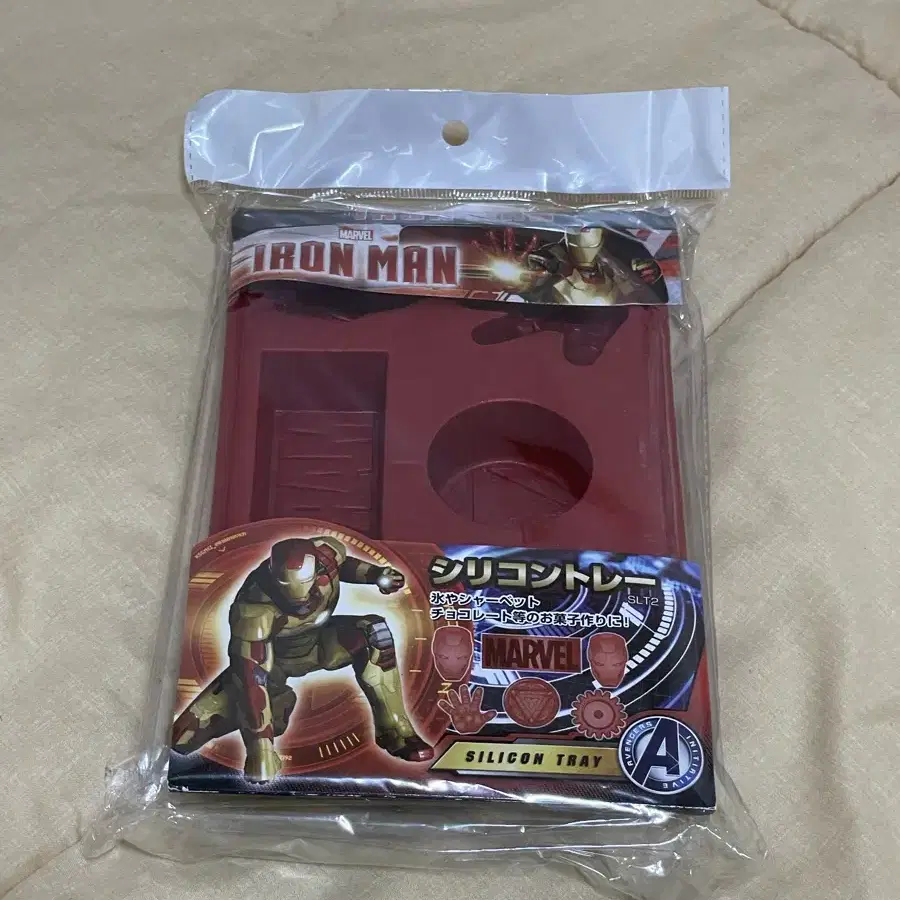 MARVEL
IRON MAN
シリコントレー
SLT2
氷やシャーベット
チョコレート等のお菓子作りに!
MARVEL
SILICON TRAY
AVENGERS INITIATIVE
A